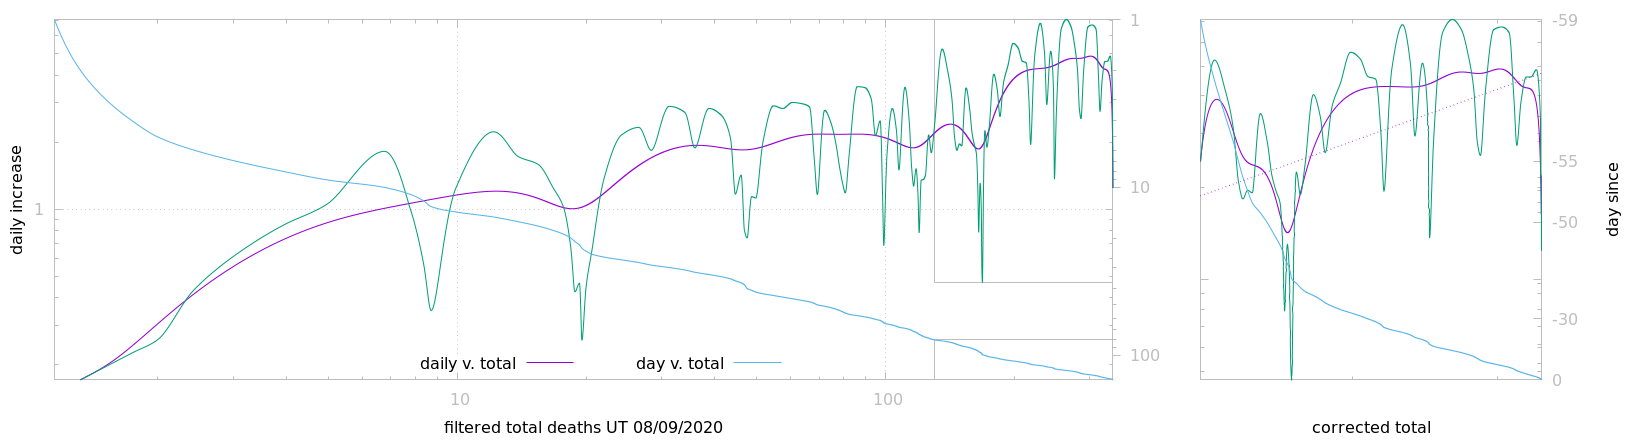 daily increase
1
10
100
1
10
100
daily v. total
day v. total
filtered total deaths UT 08/09/2020
-59
-55
-50
-30
0
day since
corrected total